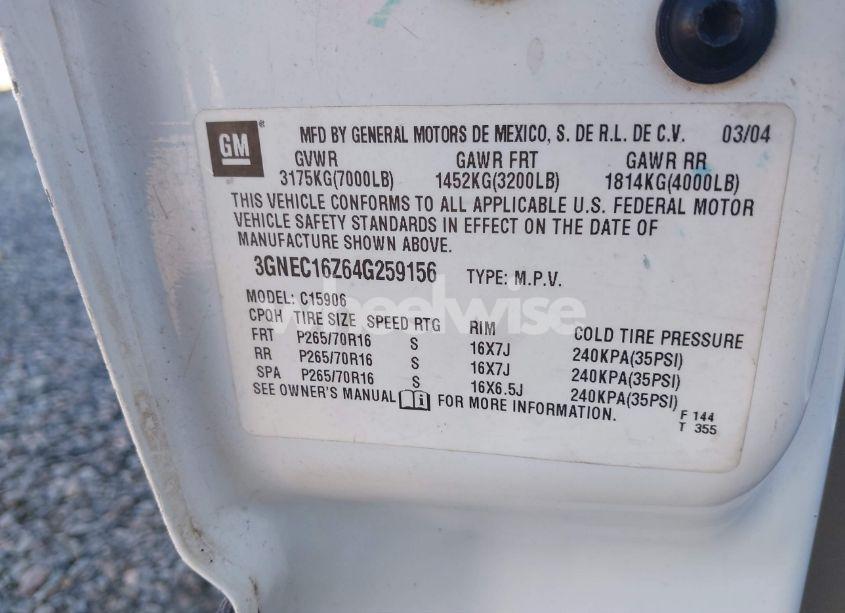 GM ® MFD BY GENERAL MOTORS DE MEXICO, S. DE R.L. DE C.V. 03/04
GVWR GAWR FRT GAWR RR
3175KG(7000LB) 1452KG(3200LB) 1814KG(4000LB)
THIS VEHICLE CONFORMS TO ALL APPLICABLE U.S. FEDERAL MOTOR
VEHICLE SAFETY STANDARDS IN EFFECT ON THE DATE OF
MANUFACTURE SHOWN ABOVE.
3GNEC16Z64G259156 TYPE: M.P.V.
MODEL: C15906
wheelwise
CPQH TIRE SIZE SPEED RTG RIM COLD TIRE PRESSURE
FRT P265/70R16 S 16X7J 240KPA(35PSI)
RR P265/70R16 S 16X7J 240KPA(35PSI)
SPA P265/70R16 S 16X6.5J 240KPA(35PSI)
SEE OWNER'S MANUAL FOR MORE INFORMATION.
F 144
T 355